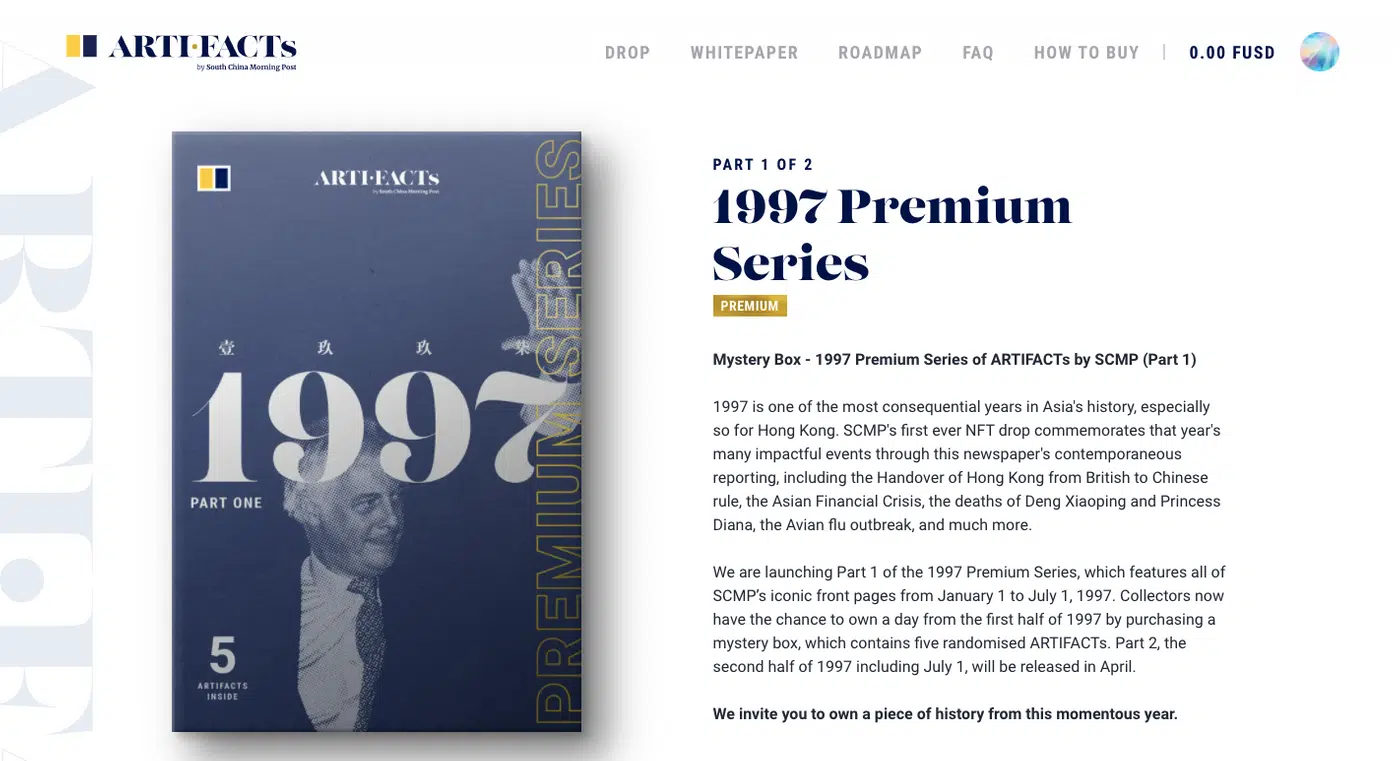 ARTI·FACTs
by South China Morning Post
DROP
WHITEPAPER
ROADMAP
FAQ
HOW TO BUY
0.00 FUSD
ARTI·FACTs
by South China Morning Post
PREMIUM SERIES
壹 玖 玖 柒
1997
PART ONE
5
ARTIFACTS
INSIDE
PART 1 OF 2
1997 Premium
Series
PREMIUM
Mystery Box - 1997 Premium Series of ARTIFACTs by SCMP (Part 1)
1997 is one of the most consequential years in Asia's history, especially
so for Hong Kong. SCMP's first ever NFT drop commemorates that year's
many impactful events through this newspaper's contemporaneous
reporting, including the Handover of Hong Kong from British to Chinese
rule, the Asian Financial Crisis, the deaths of Deng Xiaoping and Princess
Diana, the Avian flu outbreak, and much more.
We are launching Part 1 of the 1997 Premium Series, which features all of
SCMP's iconic front pages from January 1 to July 1, 1997. Collectors now
have the chance to own a day from the first half of 1997 by purchasing a
mystery box, which contains five randomised ARTIFACTs. Part 2, the
second half of 1997 including July 1, will be released in April.
We invite you to own a piece of history from this momentous year.